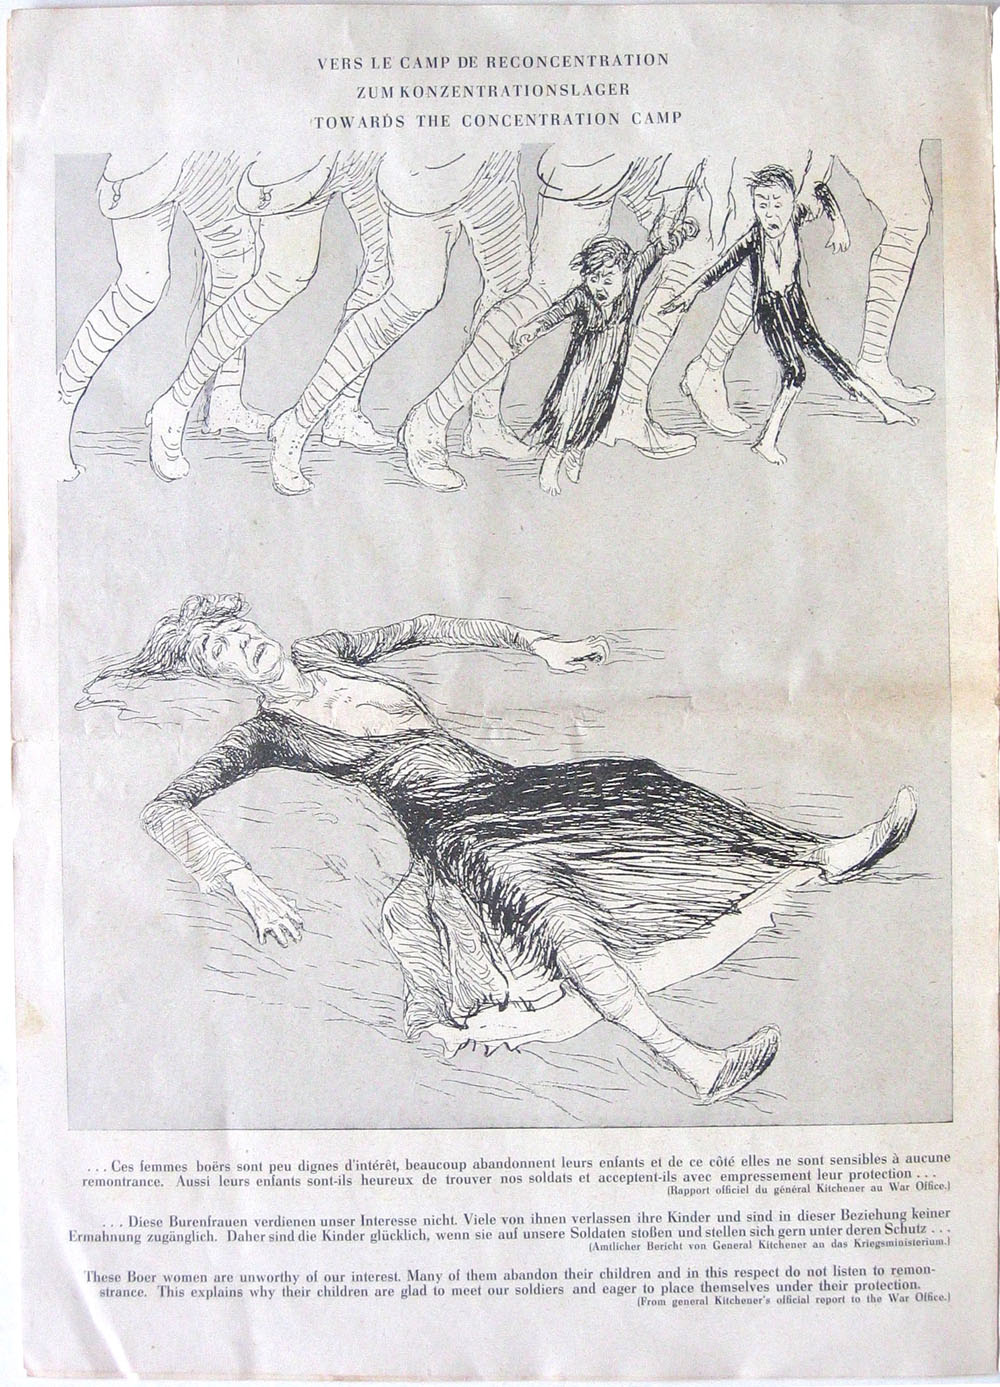 VERS LE CAMP DE RECONCENTRATION
ZUM KONZENTRATIONSLAGER
TOWARDS THE CONCENTRATION CAMP
... Ces femmes boërs sont peu dignes d'intérêt, beaucoup abandonnent leurs enfants et de ce côté elles ne sont sensibles à aucune
remontrance. Aussi leurs enfants sont-ils heureux de trouver nos soldats et acceptent-ils avec empressement leur protection ...
(Rapport officiel du général Kitchener au War Office.)
... Diese Burenfrauen verdienen unser Interesse nicht. Viele von ihnen verlassen ihre Kinder und sind in dieser Beziehung keiner
Ermahnung zugänglich. Daher sind die Kinder glücklich, wenn sie auf unsere Soldaten stoßen und stellen sich gern unter deren Schutz ...
(Amtlicher Bericht von General Kitchener an das Kriegsministerium.)
These Boer women are unworthy of our interest. Many of them abandon their children and in this respect do not listen to remon-
strance. This explains why their children are glad to meet our soldiers and eager to place themselves under their protection.
(From general Kitchener's official report to the War Office.)